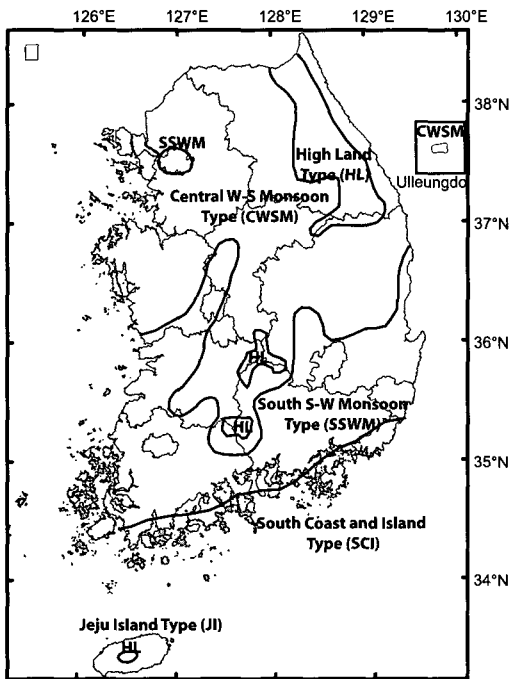 126°E 127°E 128°E 129°E 130°E
38°N
CWSM
SSWM
High Land
Type (HL)
Ulleungdo
Central W-S Monsoon
Type (CWSM)
37°N
36°N
HL
South S-W Monsoon
Type (SSWM)
HL
35°N
South Coast and Island
Type (SCI)
34°N
Jeju Island Type (JI)
HL